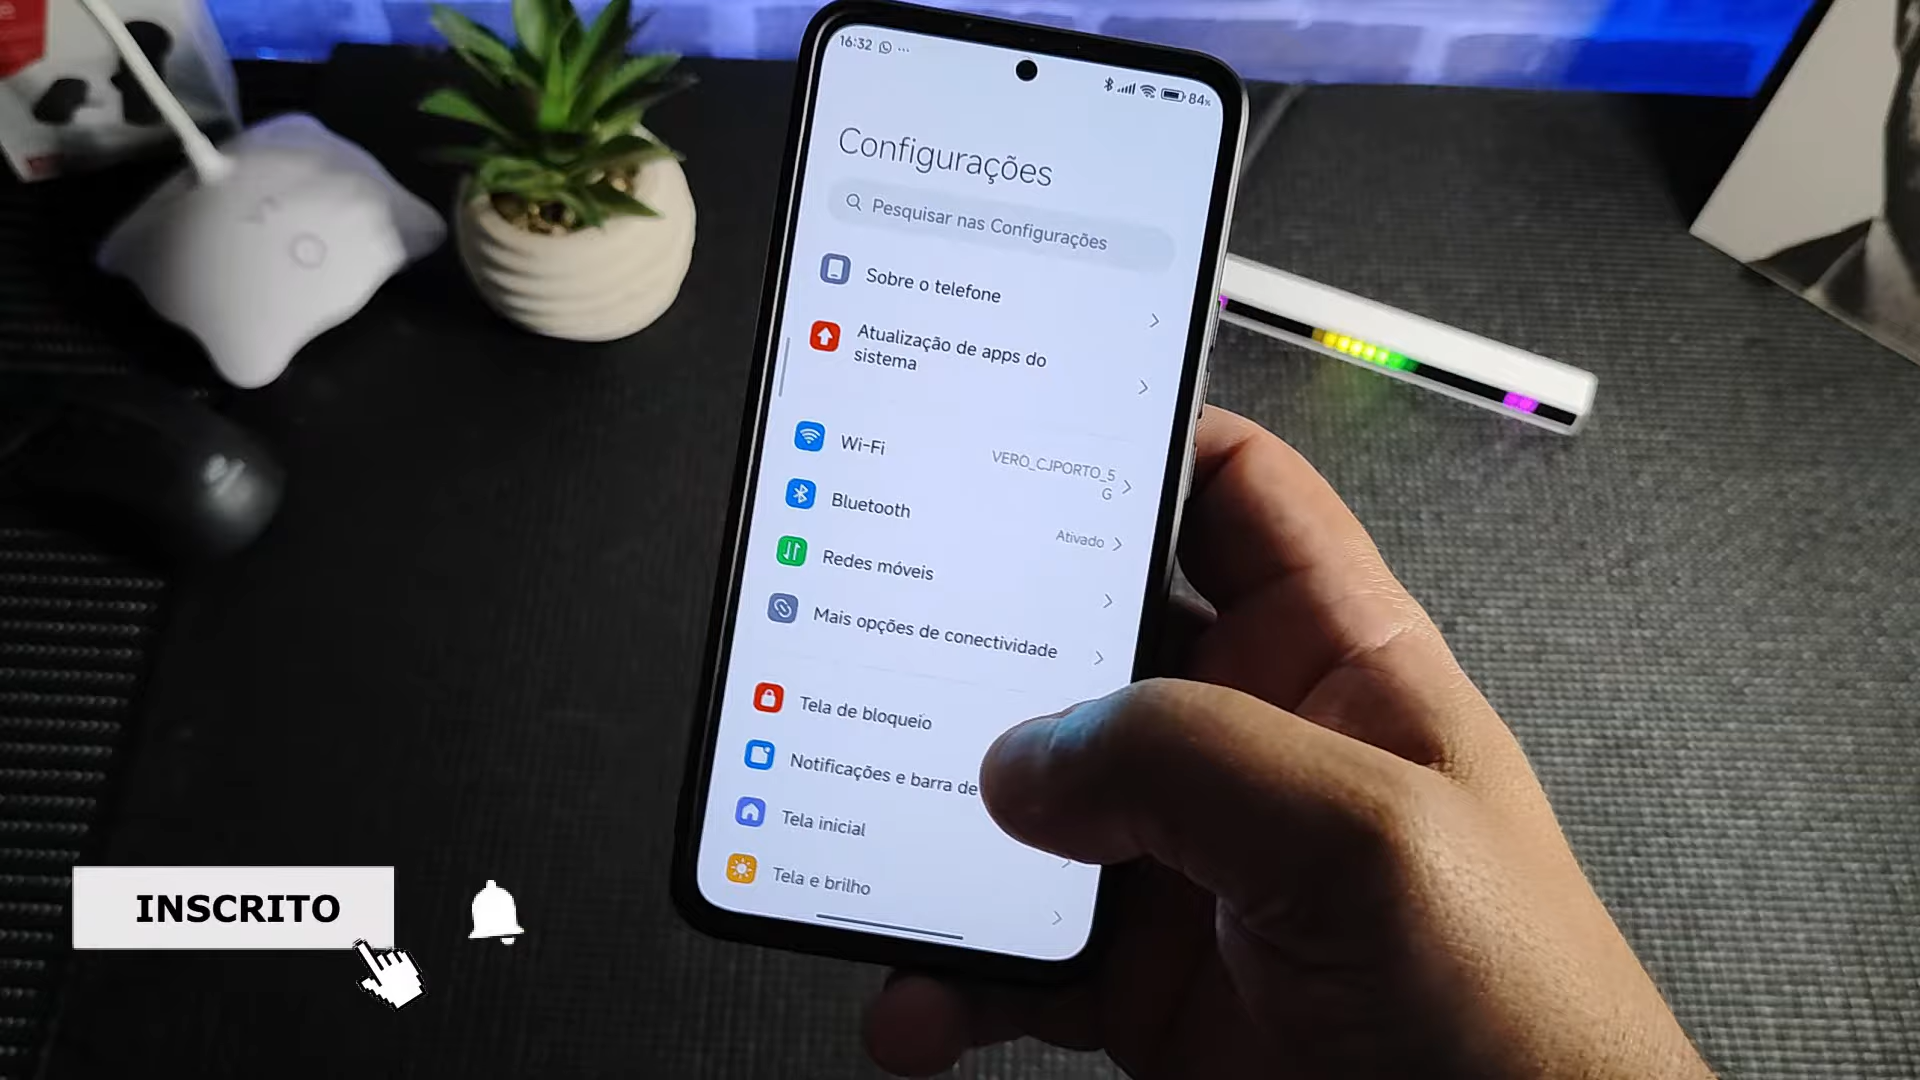 16:32
84%
Configurações
Pesquisar nas Configurações
Sobre o telefone
Atualização de apps do
sistema
Wi-Fi
VERO_CJPORTO_5
G
Bluetooth
Ativado
Redes móveis
Mais opções de conectividade
Tela de bloqueio
Notificações e barra de
Tela inicial
Tela e brilho
INSCRITO